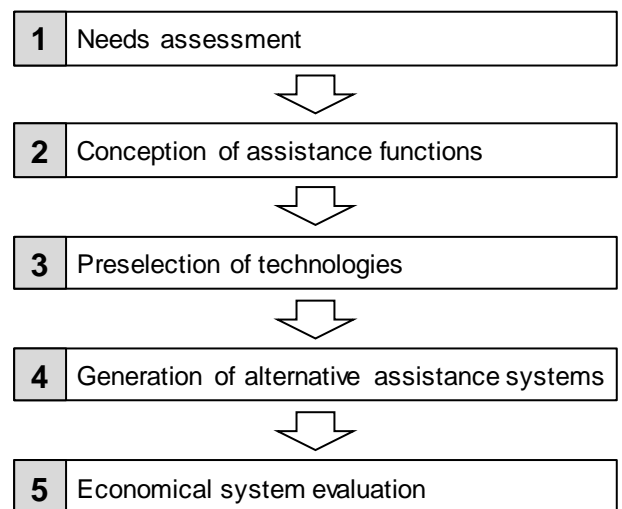 1 Needs assessment
2 Conception of assistance functions
3 Preselection of technologies
4 Generation of alternative assistance systems
5 Economical system evaluation